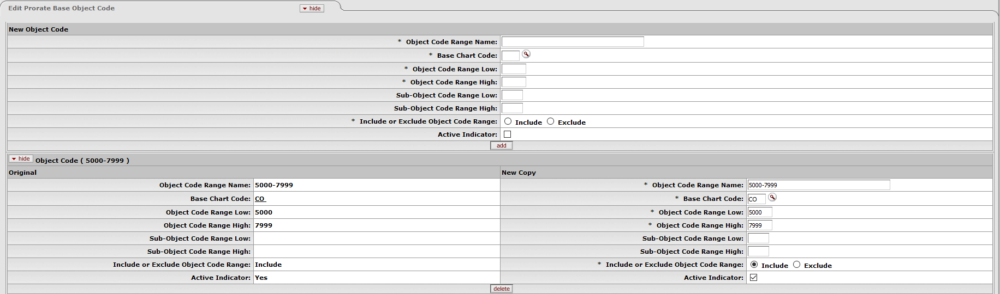 Edit Prorate Base Object Code hide
New Object Code
* Object Code Range Name:
* Base Chart Code:
* Object Code Range Low:
* Object Code Range High:
Sub-Object Code Range Low:
Sub-Object Code Range High:
* Include or Exclude Object Code Range: Include Exclude
Active Indicator:
add
hide Object Code ( 5000-7999 )
Original New Copy
Object Code Range Name: 5000-7999 * Object Code Range Name: 5000-7999
Base Chart Code: CO * Base Chart Code: CO
Object Code Range Low: 5000 * Object Code Range Low: 5000
Object Code Range High: 7999 * Object Code Range High: 7999
Sub-Object Code Range Low: Sub-Object Code Range Low:
Sub-Object Code Range High: Sub-Object Code Range High:
Include or Exclude Object Code Range: Include * Include or Exclude Object Code Range: Include Exclude
Active Indicator: Yes Active Indicator:
delete